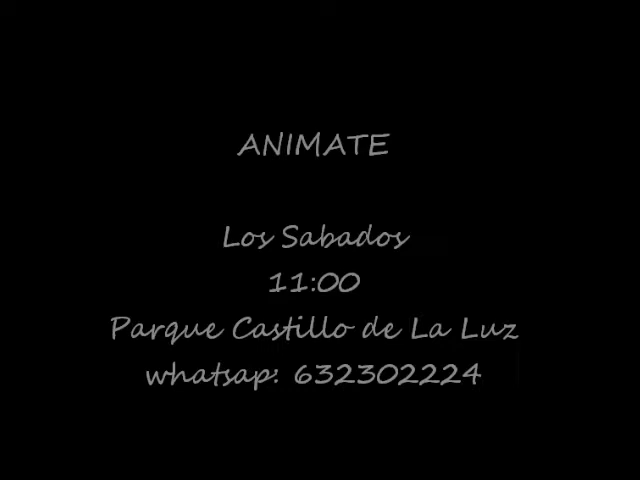 ANIMATE
Los Sabados
11:00
Parque Castillo de La Luz
whatsap: 632302224